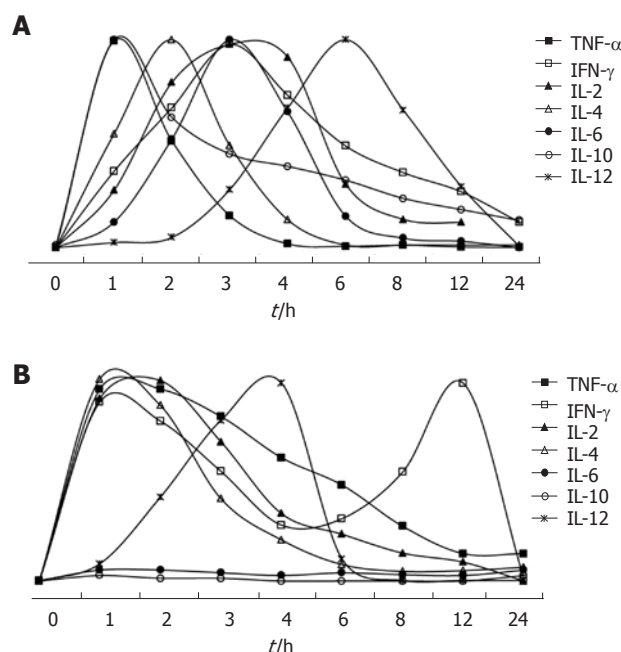 A
TNF-α
IFN-γ
IL-2
IL-4
IL-6
IL-10
IL-12
0 1 2 3 4 6 8 12 24
t/h
B
TNF-α
IFN-γ
IL-2
IL-4
IL-6
IL-10
IL-12
0 1 2 3 4 6 8 12 24
t/h